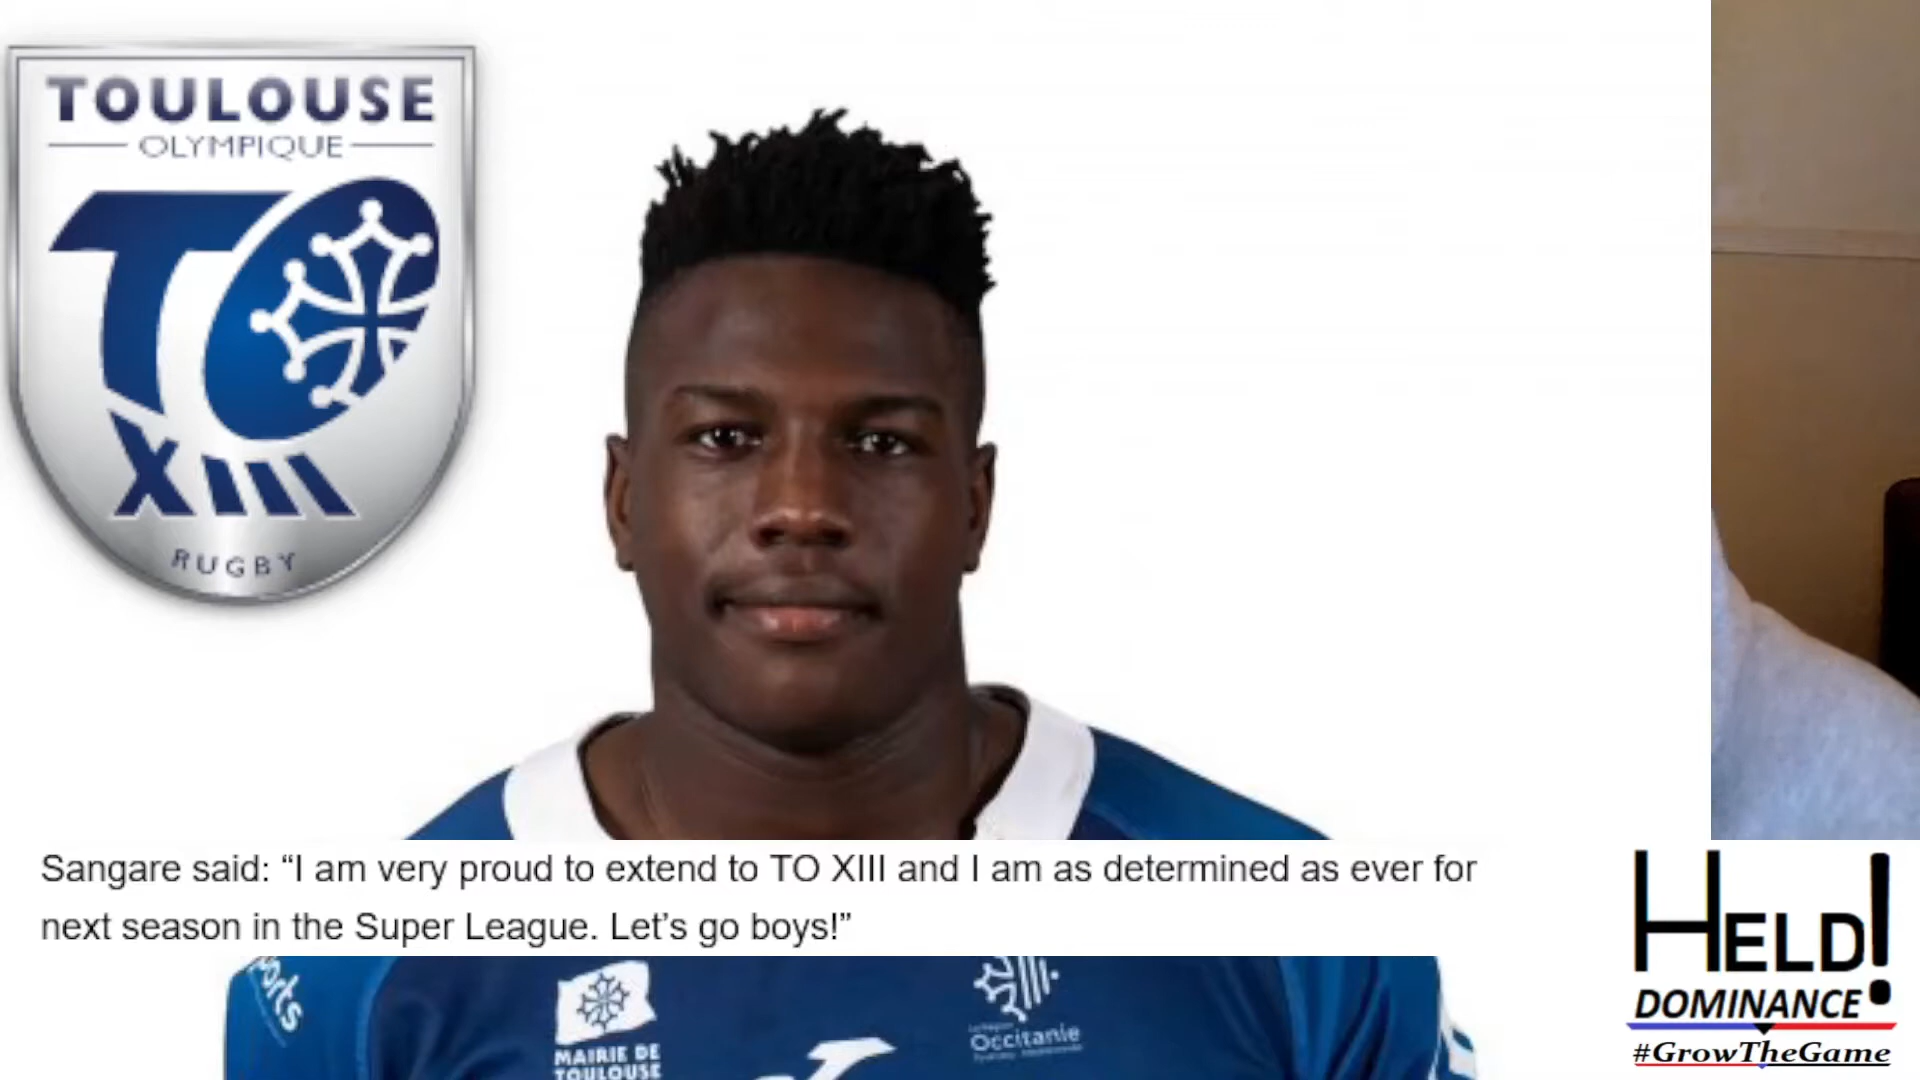 TOULOUSE
OLYMPIQUE
TO
XIII
RUGBY
Sangare said: “I am very proud to extend to TO XIII and I am as determined as ever for
next season in the Super League. Let’s go boys!”
MAIRIE DE
TOULOUSE
Occitanie
HELD!
DOMINANCE
#GrowTheGame